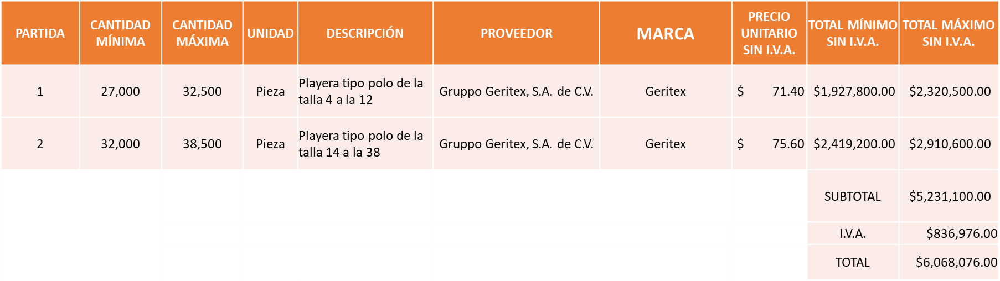 PARTIDA
CANTIDAD
MÍNIMA
CANTIDAD
MÁXIMA
UNIDAD
DESCRIPCIÓN
PROVEEDOR
MARCA
PRECIO
UNITARIO
SIN I.V.A.
TOTAL MÍNIMO
SIN I.V.A.
TOTAL MÁXIMO
SIN I.V.A.
1
27,000
32,500
Pieza
Playera tipo polo de la
talla 4 a la 12
Gruppo Geritex, S.A. de C.V.
Geritex
$ 71.40
$1,927,800.00
$2,320,500.00
2
32,000
38,500
Pieza
Playera tipo polo de la
talla 14 a la 38
Gruppo Geritex, S.A. de C.V.
Geritex
$ 75.60
$2,419,200.00
$2,910,600.00
SUBTOTAL
$5,231,100.00
I.V.A.
$836,976.00
TOTAL
$6,068,076.00